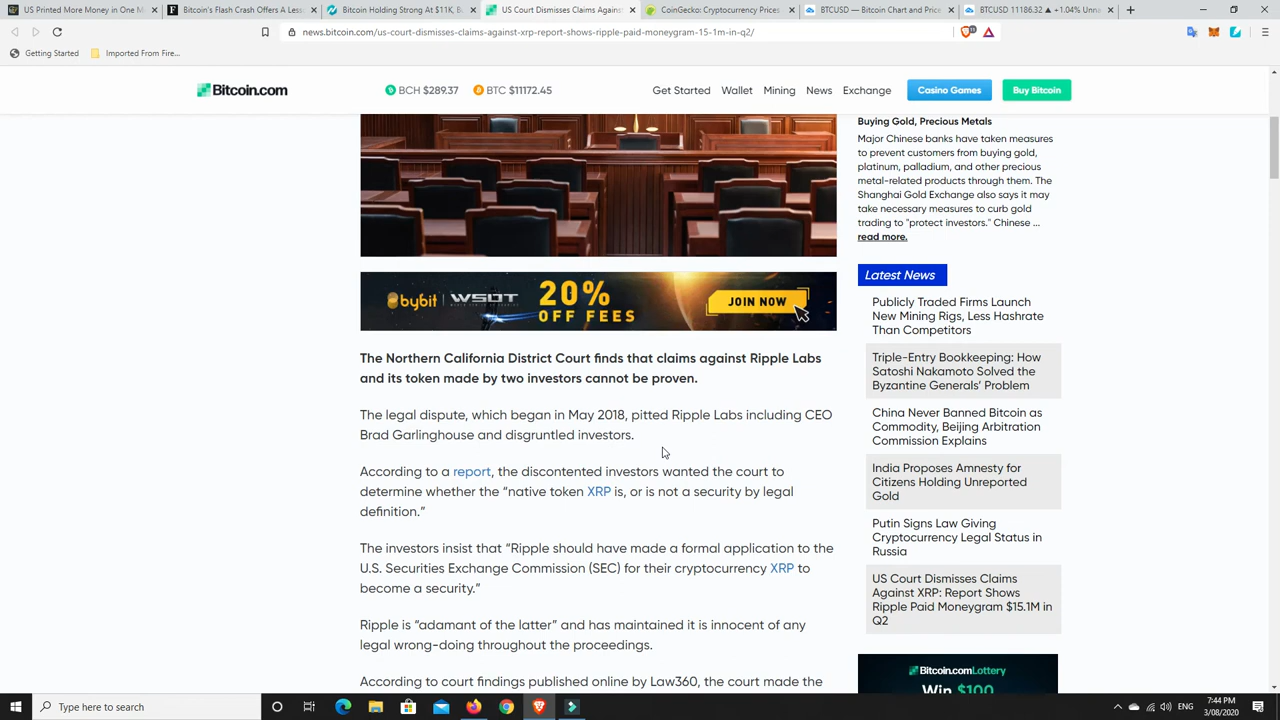 US Printed More Money in One M
Bitcoin's Flash Crash Offers A Less
Bitcoin Holding Strong At $11K, B
US Court Dismisses Claims Against
CoinGecko: Cryptocurrency Prices
BTCUSD — Bitcoin Chart and Price
BTCUSD 11186.32 ▲ +1.04% Unna
news.bitcoin.com/us-court-dismisses-claims-against-xrp-report-shows-ripple-paid-moneygram-15-1m-in-q2/
Getting Started
Imported From Fire...
Bitcoin.com
BCH $289.37
BTC $11172.45
Get Started
Wallet
Mining
News
Exchange
Casino Games
Buy Bitcoin
bybit WSOT
20%
OFF FEES
JOIN NOW
The Northern California District Court finds that claims against Ripple Labs
and its token made by two investors cannot be proven.
The legal dispute, which began in May 2018, pitted Ripple Labs including CEO
Brad Garlinghouse and disgruntled investors.
According to a report, the discontented investors wanted the court to
determine whether the “native token XRP is, or is not a security by legal
definition.”
The investors insist that “Ripple should have made a formal application to the
U.S. Securities Exchange Commission (SEC) for their cryptocurrency XRP to
become a security.”
Ripple is “adamant of the latter” and has maintained it is innocent of any
legal wrong-doing throughout the proceedings.
According to court findings published online by Law360, the court made the
Buying Gold, Precious Metals
Major Chinese banks have taken measures
to prevent customers from buying gold,
platinum, palladium, and other precious
metal-related products through them. The
Shanghai Gold Exchange also says it may
take necessary measures to curb gold
trading to "protect investors." Chinese ...
read more.
Latest News
Publicly Traded Firms Launch
New Mining Rigs, Less Hashrate
Than Competitors
Triple-Entry Bookkeeping: How
Satoshi Nakamoto Solved the
Byzantine Generals’ Problem
China Never Banned Bitcoin as
Commodity, Beijing Arbitration
Commission Explains
India Proposes Amnesty for
Citizens Holding Unreported
Gold
Putin Signs Law Giving
Cryptocurrency Legal Status in
Russia
US Court Dismisses Claims
Against XRP: Report Shows
Ripple Paid Moneygram $15.1M in
Q2
Bitcoin.com Lottery
Win $100
Type here to search
ENG
7:44 PM
3/08/2020